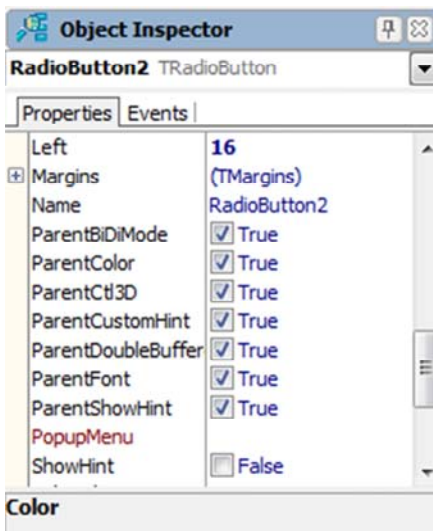 Object Inspector
RadioButton2 TRadioButton
Properties Events
Left 16
Margins (TMargins)
Name RadioButton2
ParentBiDiMode True
ParentColor True
ParentCtl3D True
ParentCustomHint True
ParentDoubleBuffer True
ParentFont True
ParentShowHint True
PopupMenu
ShowHint False
Color